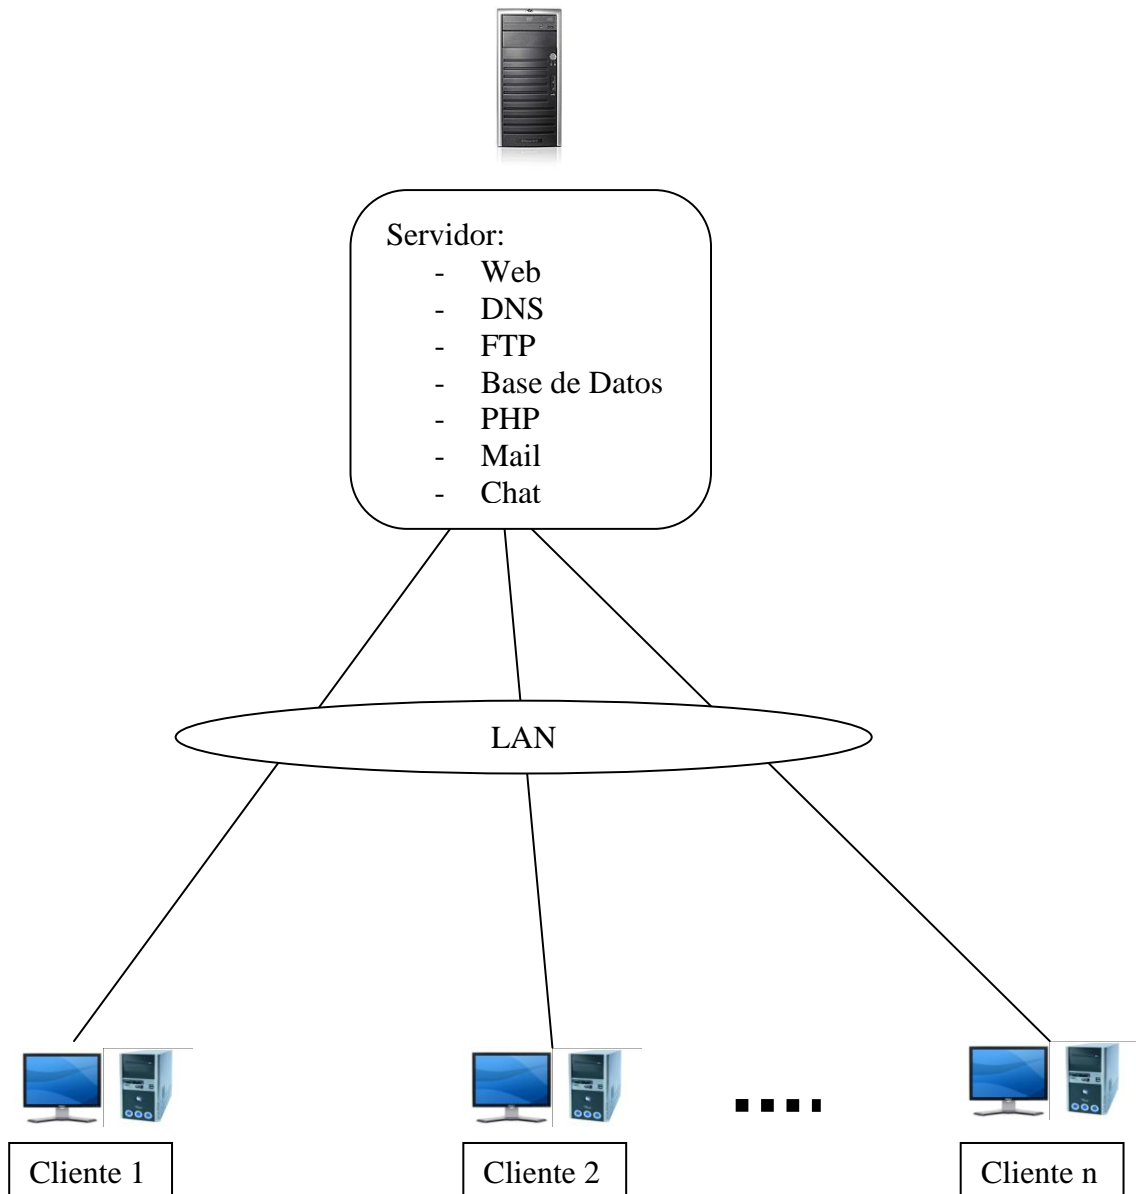 Servidor:
- Web
- DNS
- FTP
- Base de Datos
- PHP
- Mail
- Chat
LAN
Cliente 1
Cliente 2
Cliente n